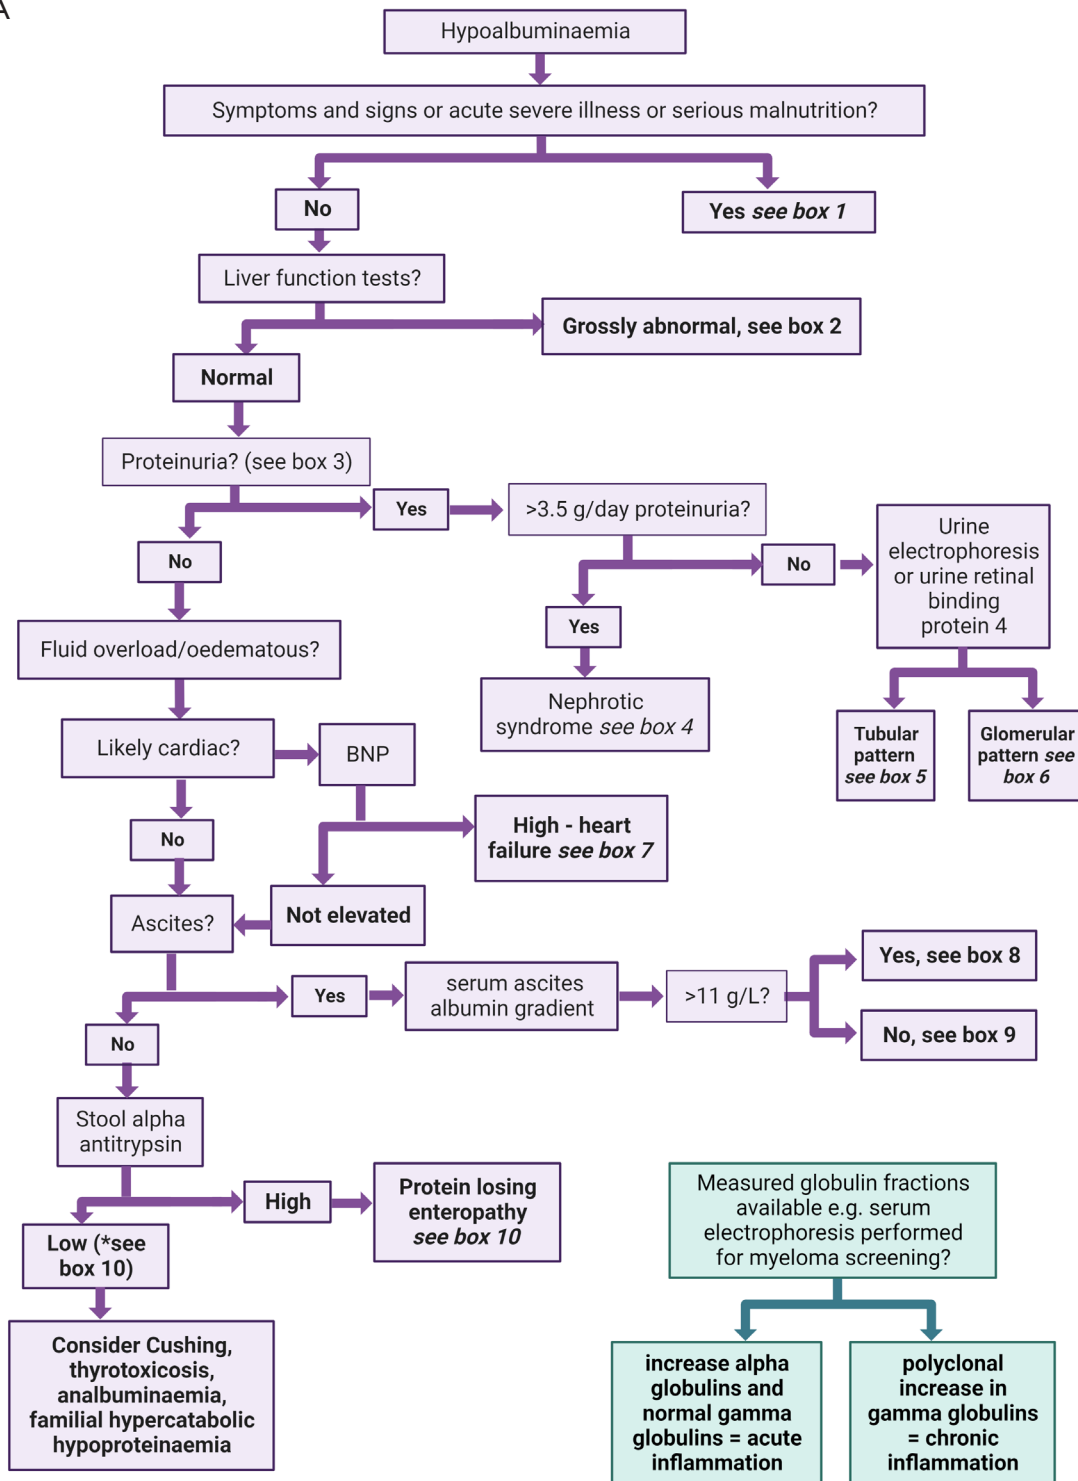 A
Hypoalbuminaemia
Symptoms and signs or acute severe illness or serious malnutrition?
No
Yes see box 1
Liver function tests?
Grossly abnormal, see box 2
Normal
Proteinuria? (see box 3)
Yes
>3.5 g/day proteinuria?
Urine
electrophoresis
or urine retinal
binding
protein 4
No
No
Yes
Fluid overload/oedematous?
Nephrotic
syndrome see box 4
Tubular
pattern
see box 5
Glomerular
pattern see
box 6
Likely cardiac?
BNP
High - heart
failure see box 7
No
Not elevated
Ascites?
Yes
serum ascites
albumin gradient
>11 g/L?
Yes, see box 8
No, see box 9
No
Stool alpha
antitrypsin
High
Protein losing
enteropathy
see box 10
Low (*see
box 10)
Consider Cushing,
thyrotoxicosis,
analbuminaemia,
familial hypercatabolic
hypoproteinaemia
Measured globulin fractions
available e.g. serum
electrophoresis performed
for myeloma screening?
increase alpha
globulins and
normal gamma
globulins = acute
inflammation
polyclonal
increase in
gamma globulins
= chronic
inflammation